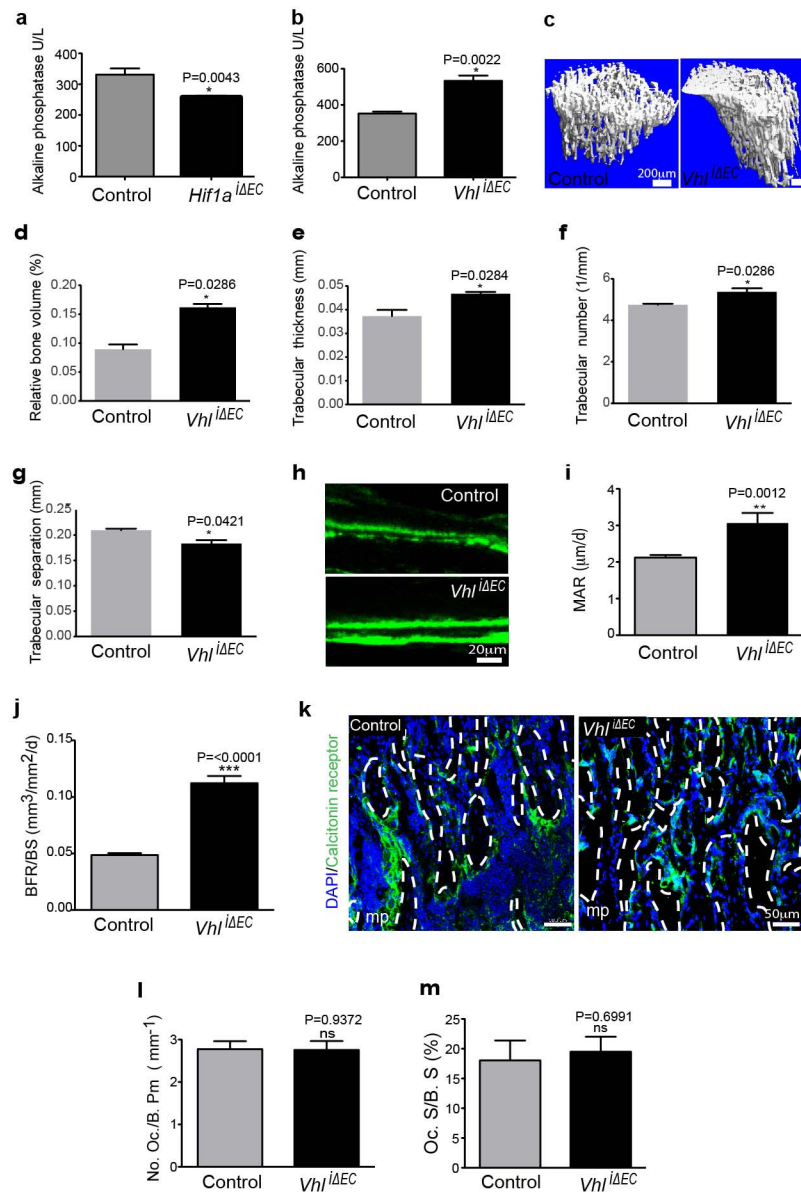 a
Alkaline phosphatase U/L
400
300
200
100
0
P=0.0043
*
Control
Hif1a iΔEC
b
Alkaline phosphatase U/L
600
400
200
0
P=0.0022
*
Control
Vhl iΔEC
c
Control
200μm
Vhl iΔEC
d
Relative bone volume (%)
0.20
0.15
0.10
0.05
0.00
P=0.0286
*
Control
Vhl iΔEC
e
Trabecular thickness (mm)
0.05
0.04
0.03
0.02
0.01
0.00
P=0.0284
*
Control
Vhl iΔEC
f
Trabecular number (1/mm)
6
4
2
0
P=0.0286
*
Control
Vhl iΔEC
g
Trabecular separation (mm)
0.25
0.20
0.15
0.10
0.05
0.00
P=0.0421
*
Control
Vhl iΔEC
h
Control
Vhl iΔEC
20μm
i
MAR (μm/d)
4
3
2
1
0
P=0.0012
**
Control
Vhl iΔEC
j
BFR/BS (mm3/mm2/d)
0.15
0.10
0.05
0.00
P=<0.0001
***
Control
Vhl iΔEC
k
DAPI/Calcitonin receptor
Control
mp
Vhl iΔEC
mp
50μm
l
No. Oc./B. Pm ( mm-1)
3
2
1
0
P=0.9372
ns
Control
Vhl iΔEC
m
Oc. S/B. S (%)
25
20
15
10
5
0
P=0.6991
ns
Control
Vhl iΔEC